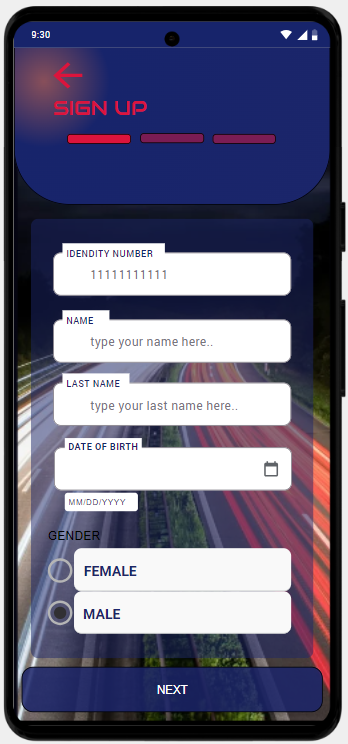 9:30
SIGN UP
IDENDITY NUMBER
11111111111
NAME
type your name here..
LAST NAME
type your last name here..
DATE OF BIRTH
MM/DD/YYYY
GENDER
FEMALE
MALE
NEXT